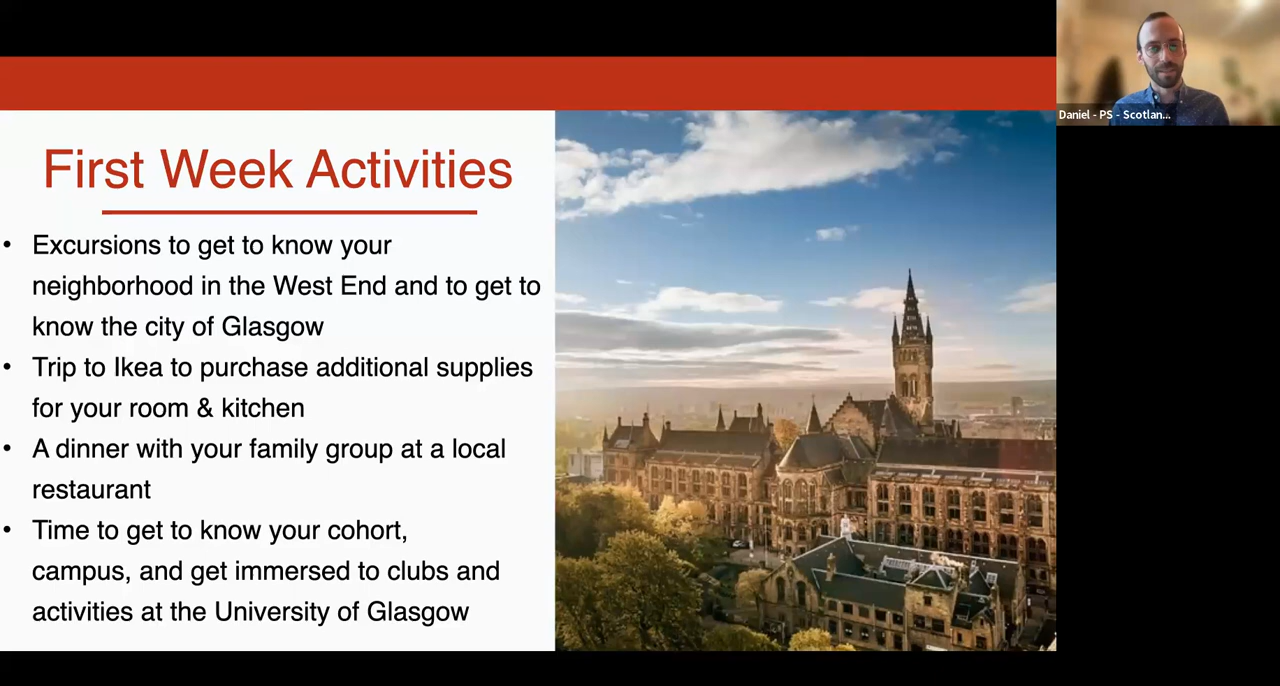 First Week Activities
• Excursions to get to know your
neighborhood in the West End and to get to
know the city of Glasgow
• Trip to Ikea to purchase additional supplies
for your room & kitchen
• A dinner with your family group at a local
restaurant
• Time to get to know your cohort,
campus, and get immersed to clubs and
activities at the University of Glasgow
Daniel - PS - Scotlan...